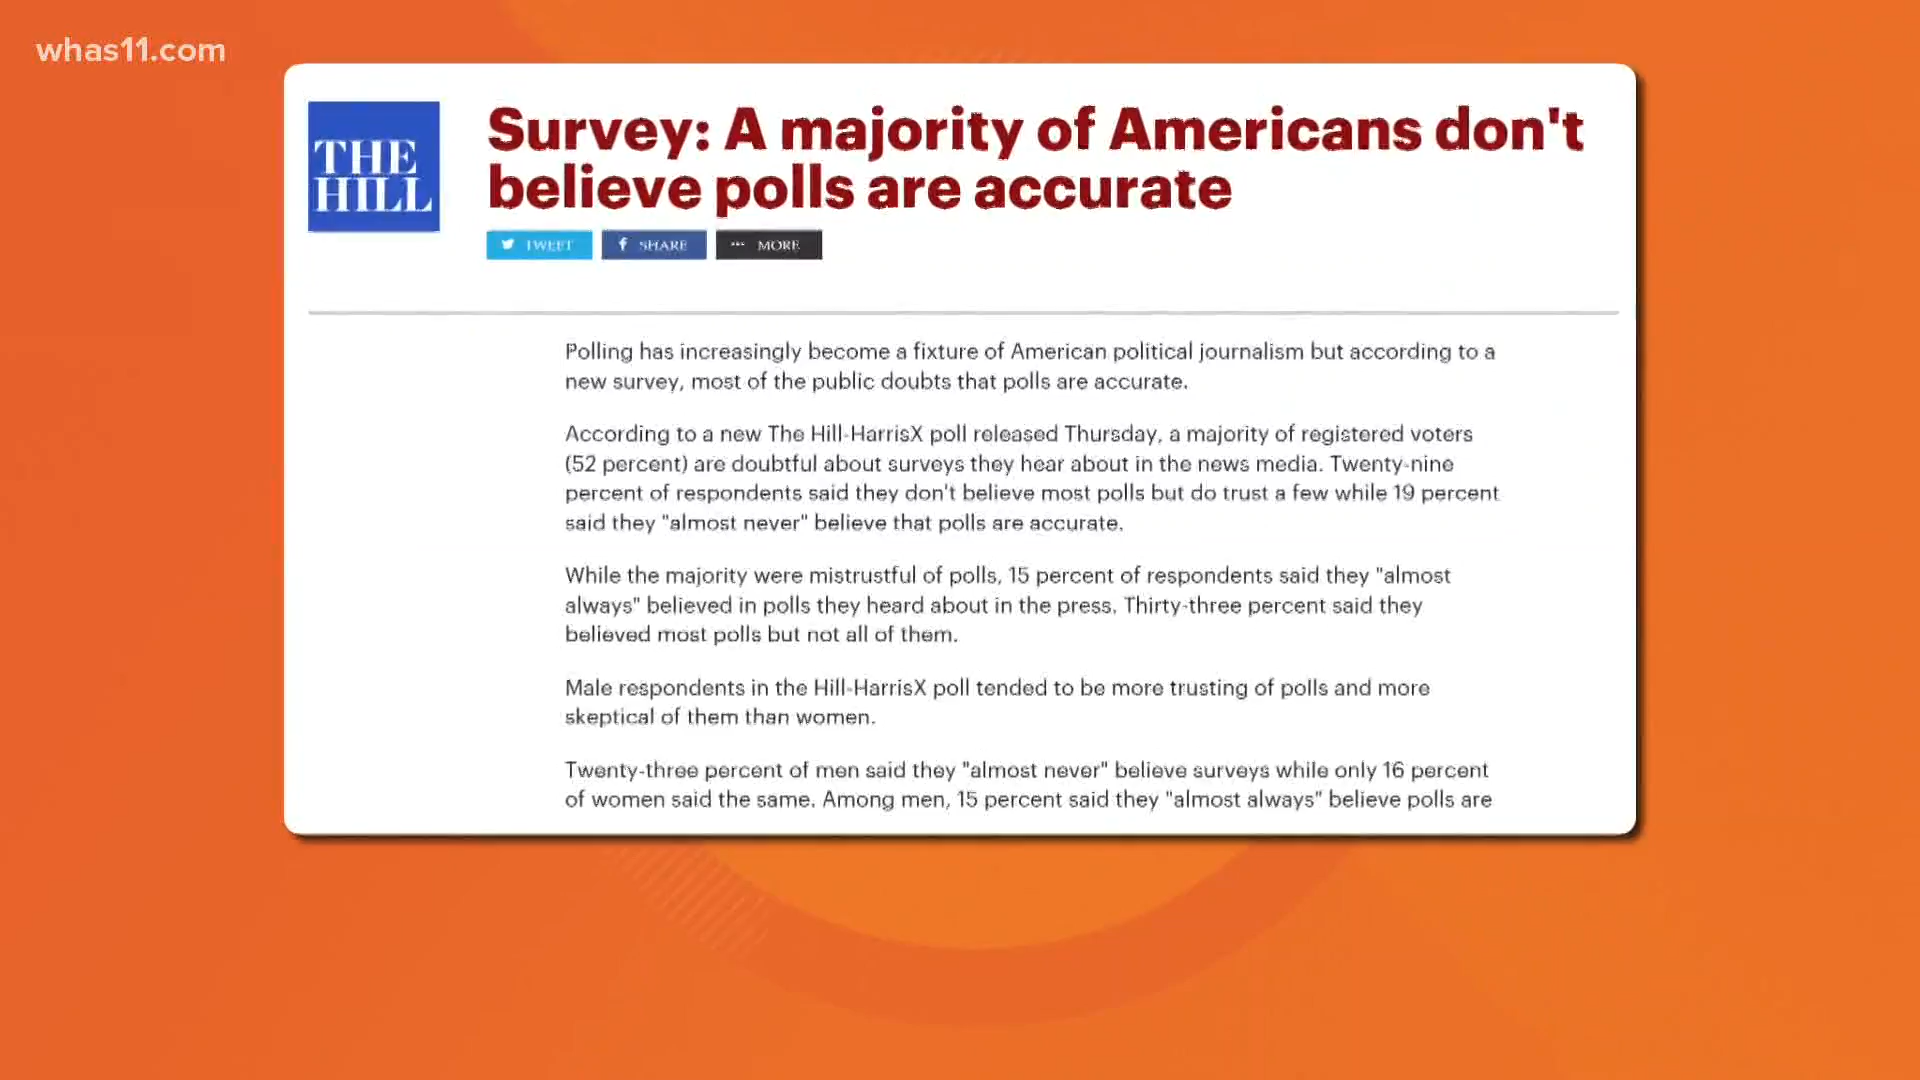 whas11.com
THE
HILL
Survey: A majority of Americans don't
believe polls are accurate
TWEET
SHARE
MORE
Polling has increasingly become a fixture of American political journalism but according to a
new survey, most of the public doubts that polls are accurate.
According to a new The Hill-HarrisX poll released Thursday, a majority of registered voters
(52 percent) are doubtful about surveys they hear about in the news media. Twenty-nine
percent of respondents said they don't believe most polls but do trust a few while 19 percent
said they "almost never" believe that polls are accurate.
While the majority were mistrustful of polls, 15 percent of respondents said they "almost
always" believed in polls they heard about in the press. Thirty-three percent said they
believed most polls but not all of them.
Male respondents in the Hill-HarrisX poll tended to be more trusting of polls and more
skeptical of them than women.
Twenty-three percent of men said they "almost never" believe surveys while only 16 percent
of women said the same. Among men, 15 percent said they "almost always" believe polls are